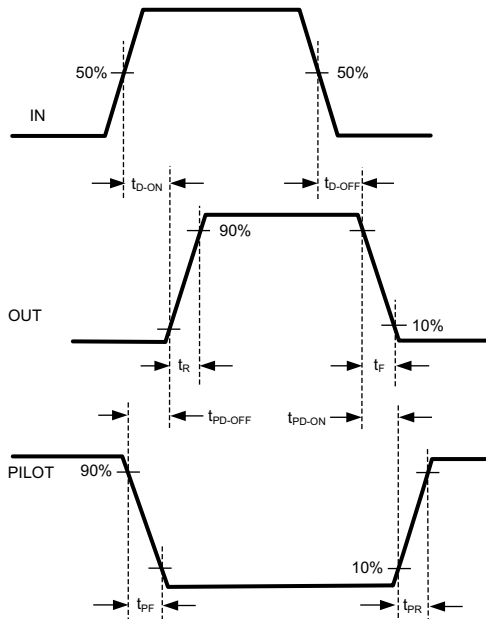 50%
50%
IN
tD-ON
tD-OFF
90%
OUT
10%
tR
tF
tPD-OFF
tPD-ON
PILOT
90%
10%
tPF
tPR